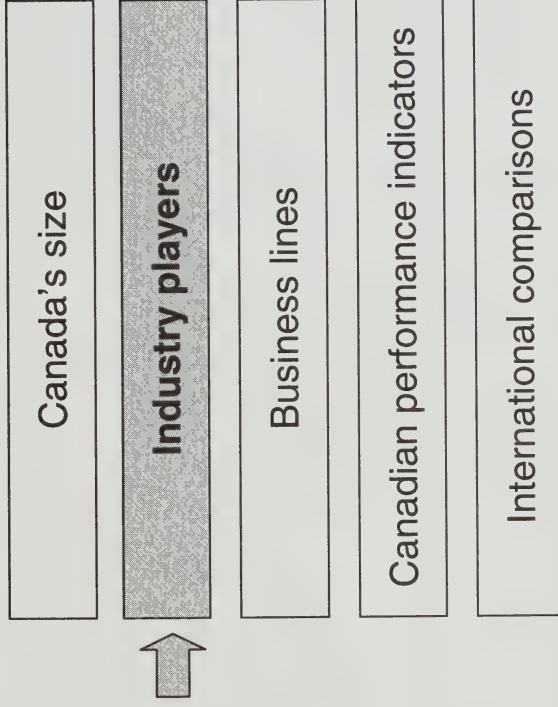 Canada's size
Industry players
Business lines
Canadian performance indicators
International comparisons